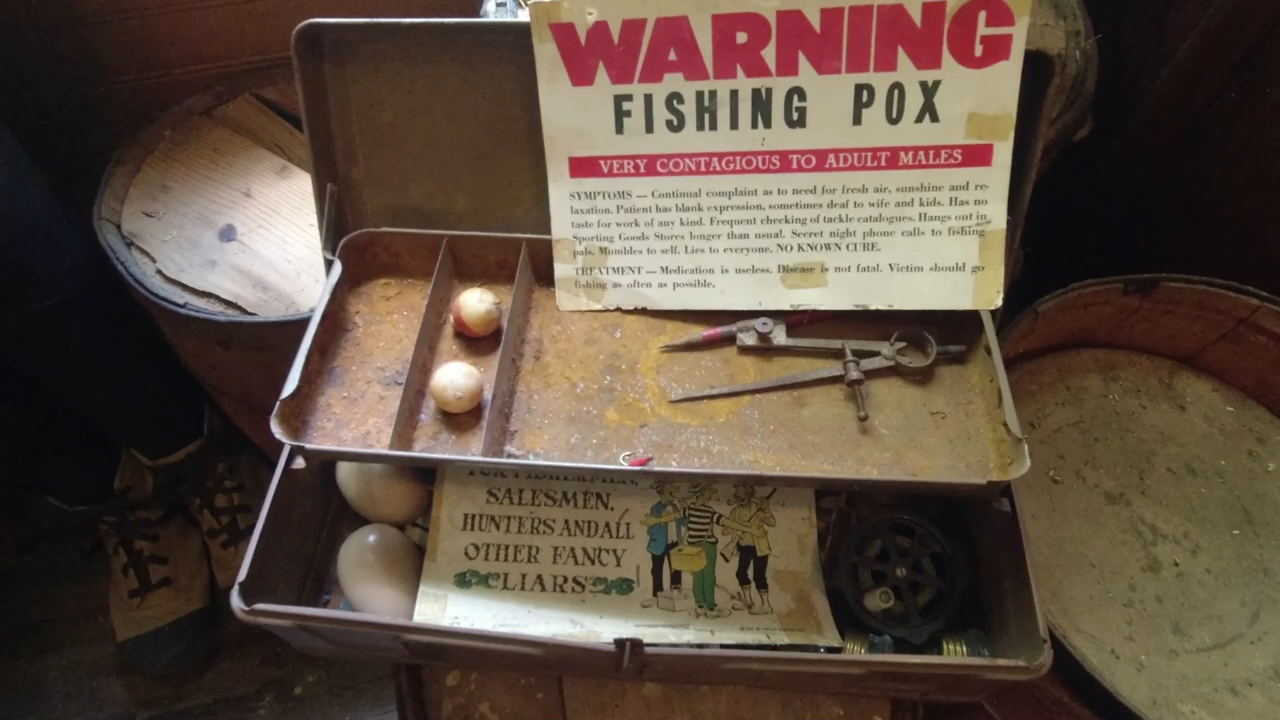 WARNING
FISHING POX
VERY CONTAGIOUS TO ADULT MALES
SYMPTOMS — Continual complaint as to need for fresh air, sunshine and re-
laxation. Patient has blank expression, sometimes deaf to wife and kids. Has no
taste for work of any kind. Frequent checking of tackle catalogues. Hangs out in
Sporting Goods Stores longer than usual. Secret night phone calls to fishing
pals. Mumbles to self. Lies to everyone. NO KNOWN CURE.
TREATMENT — Medication is useless. Disease is not fatal. Victim should go
fishing as often as possible.
FOR FISHERMEN,
SALESMEN,
HUNTERS AND ALL
OTHER FANCY
LIARS